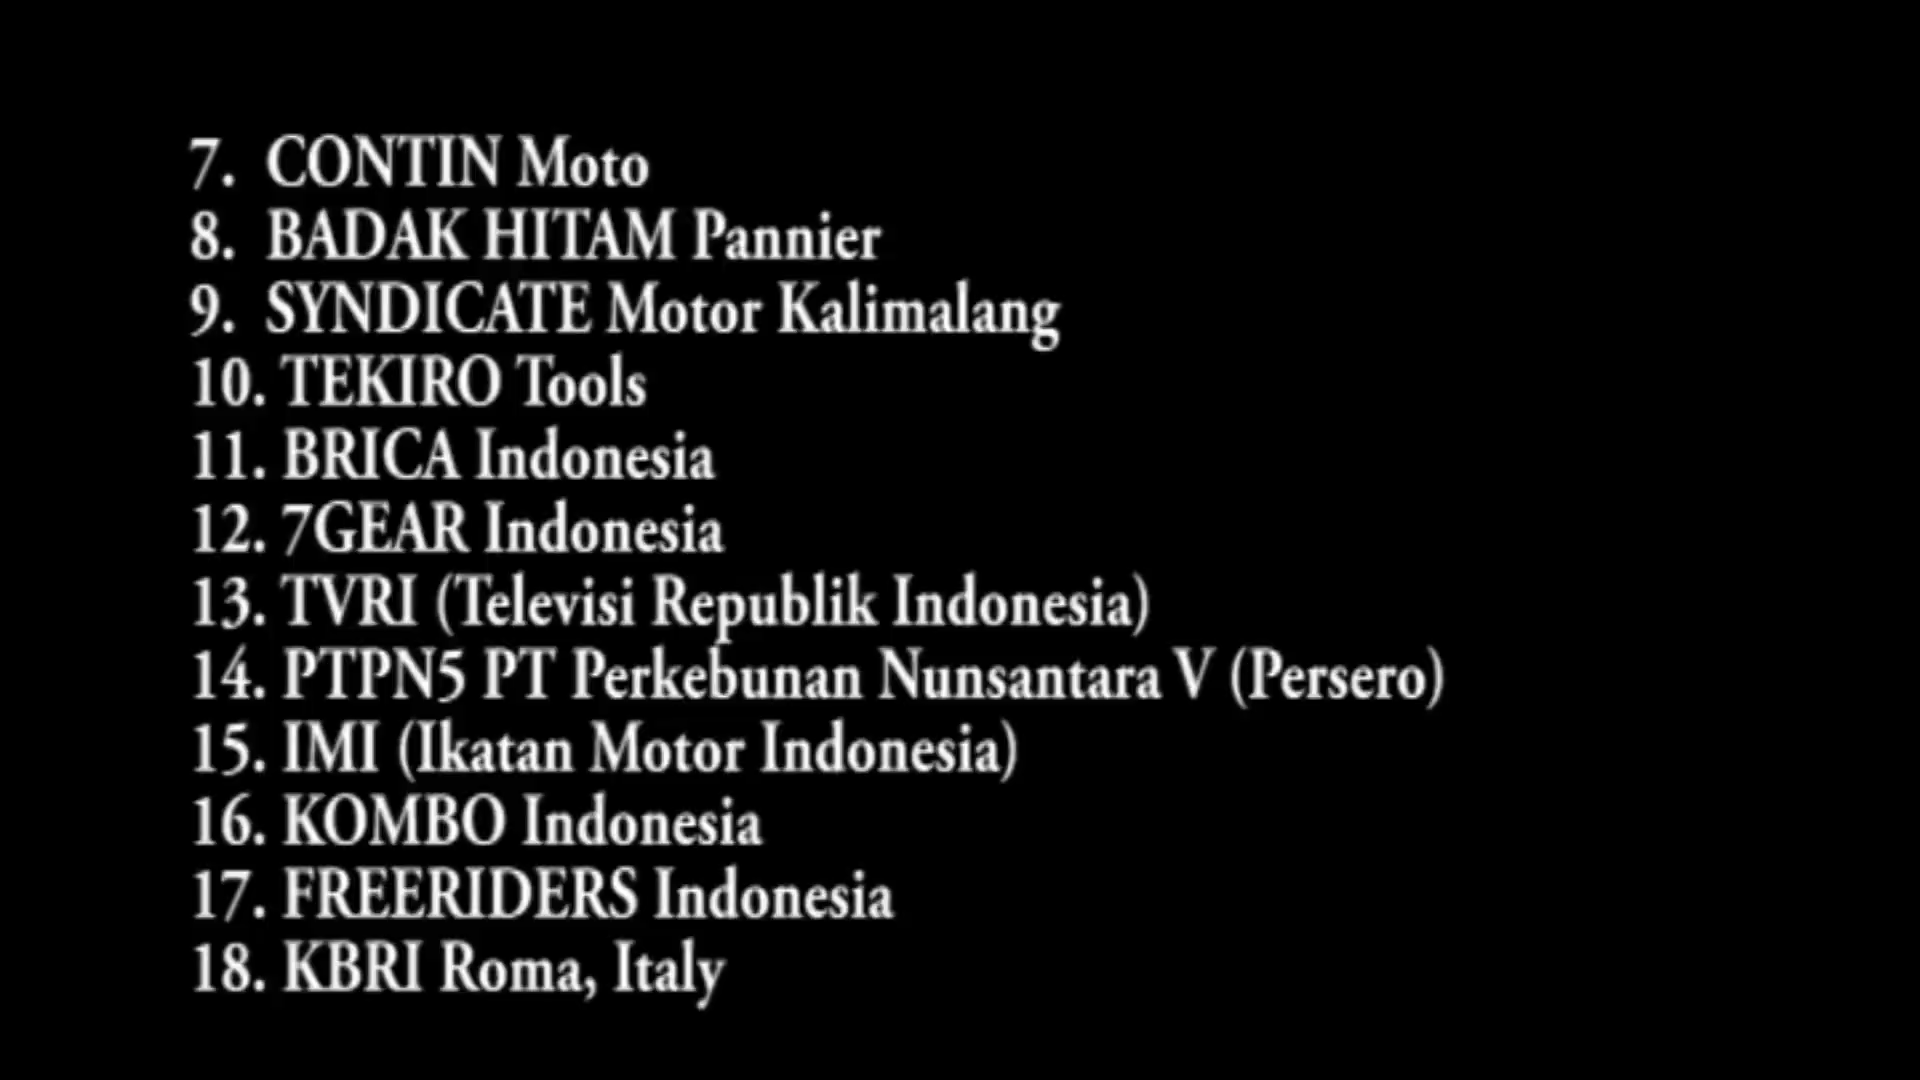 7. CONTIN Moto
8. BADAK HITAM Pannier
9. SYNDICATE Motor Kalimalang
10. TEKIRO Tools
11. BRICA Indonesia
12. 7GEAR Indonesia
13. TVRI (Televisi Republik Indonesia)
14. PTPN5 PT Perkebunan Nunsantara V (Persero)
15. IMI (Ikatan Motor Indonesia)
16. KOMBO Indonesia
17. FREERIDERS Indonesia
18. KBRI Roma, Italy